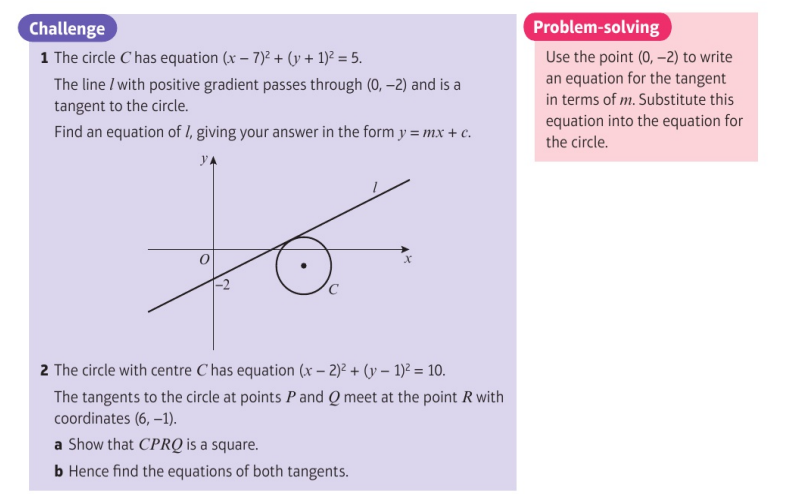 Challenge
1 The circle C has equation (x – 7)² + (y + 1)² = 5.
The line l with positive gradient passes through (0, –2) and is a
tangent to the circle.
Find an equation of l, giving your answer in the form y = mx + c.
y
l
O
x
–2
C
2 The circle with centre C has equation (x – 2)² + (y – 1)² = 10.
The tangents to the circle at points P and Q meet at the point R with
coordinates (6, –1).
a Show that CPRQ is a square.
b Hence find the equations of both tangents.
Problem-solving
Use the point (0, –2) to write
an equation for the tangent
in terms of m. Substitute this
equation into the equation for
the circle.